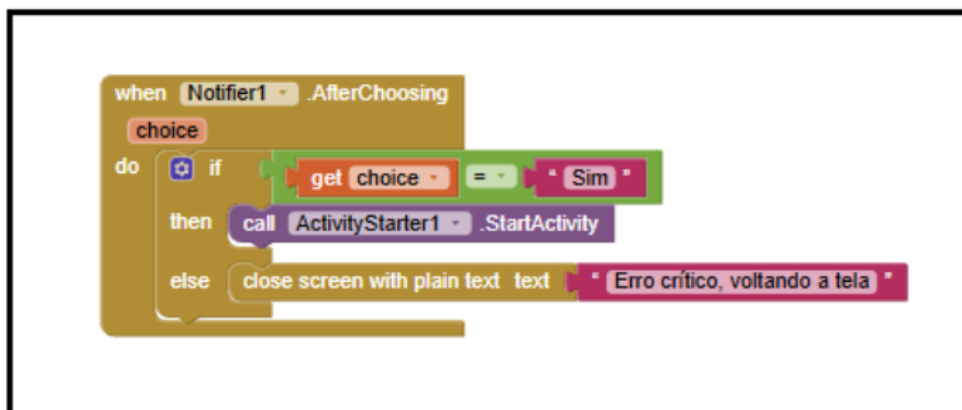 when Notifier1 .AfterChoosing
choice
do if get choice = " Sim "
then call ActivityStarter1 .StartActivity
else close screen with plain text text " Erro crítico, voltando a tela "